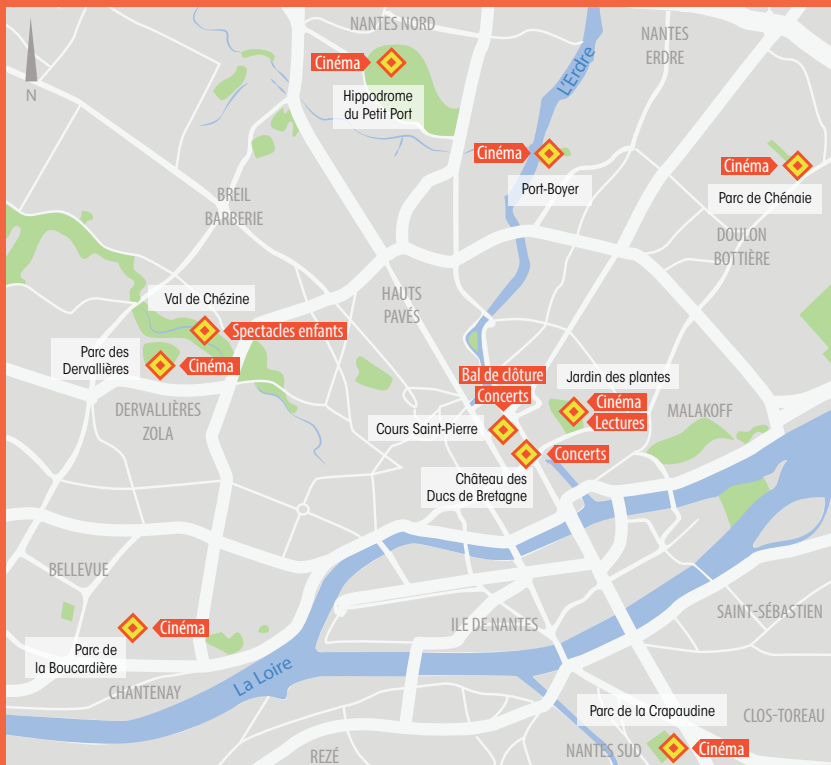 NANTES NORD
NANTES
ERDRE
L'Erdre
N
Cinéma
Hippodrome
du Petit Port
Cinéma
Port-Boyer
Cinéma
Parc de Chénaie
BREIL
BARBERIE
DOULON
BOTTIÈRE
HAUTS
PAVÉS
Val de Chézine
Spectacles enfants
Parc des
Dervallières
Cinéma
DERVALLIÈRES
ZOLA
Bal de clôture
Concerts
Cours Saint-Pierre
Jardin des plantes
Cinéma
Lectures
MALAKOFF
Concerts
Château des
Ducs de Bretagne
BELLEVUE
Cinéma
Parc de
la Boucardière
CHANTENAY
La Loire
ILE DE NANTES
SAINT-SÉBASTIEN
Parc de la Crapaudine
CLOS-TOREAU
REZÉ
NANTES SUD
Cinéma